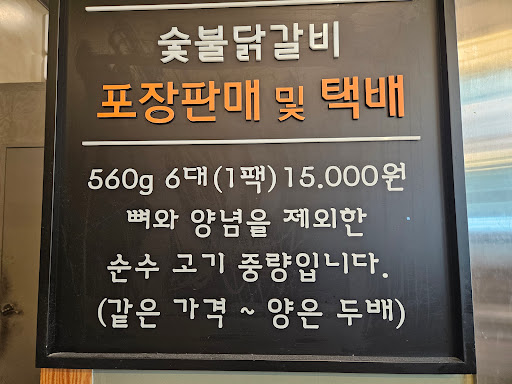 숯불닭갈비
포장판매 및 택배
560g 6대(1팩)15.000원
뼈와 양념을 제외한
순수 고기 중량입니다.
(같은 가격 ~ 양은 두배)